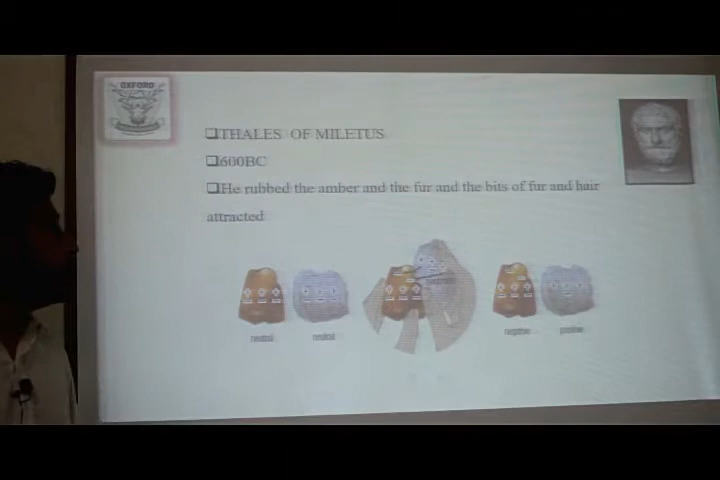 OXFORD
THALES OF MILETUS
600BC
He rubbed the amber and the fur and the bits of fur and hair
attracted
neutral neutral negative positive